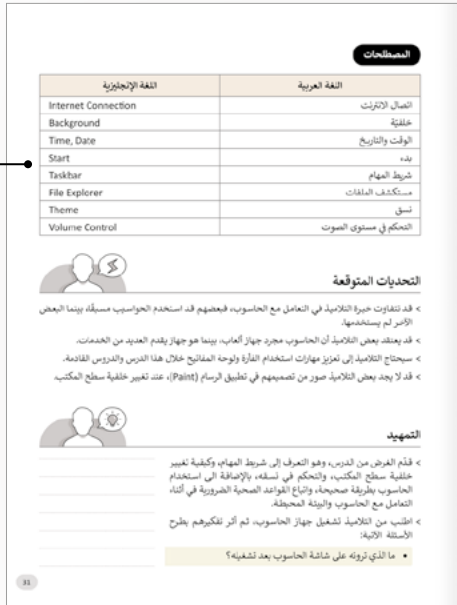 المصطلحات
اللغة العربية اللغة الإنجليزية
اتصال الانترنت Internet Connection
خلفيّة Background
الوقت والتاريخ Time, Date
بدء Start
شريط المهام Taskbar
مستكشف الملفات File Explorer
نسق Theme
التحكم في مستوى الصوت Volume Control
التحديات المتوقعة
> قد تتفاوت خبرة التلاميذ في التعامل مع الحاسوب، فبعضهم قد استخدم الحواسيب مسبقًا، بينما البعض
الآخر لم يستخدمها.
> قد يعتقد بعض التلاميذ أن الحاسوب مجرد جهاز ألعاب، بينما هو جهاز يقدم العديد من الخدمات.
> سيحتاج التلاميذ إلى تعزيز مهارات استخدام الفأرة ولوحة المفاتيح خلال هذا الدرس والدروس القادمة.
> قد لا يجد بعض التلاميذ صور من تصميمهم في تطبيق الرسام (Paint)، عند تغيير خلفية سطح المكتب.
التمهيد
> قدّم الغرض من الدرس، وهو التعرف إلى شريط المهام، وكيفية تغيير
خلفية سطح المكتب، والتحكم في نسقه، بالإضافة الى استخدام
الحاسوب بطريقة صحيحة، واتباع القواعد الصحية الضرورية في أثناء
التعامل مع الحاسوب والبيئة المحيطة.
> اطلب من التلاميذ تشغيل جهاز الحاسوب، ثم أثر تفكيرهم بطرح
الأسئلة الآتية:
• ما الذي ترونه على شاشة الحاسوب بعد تشغيله؟
31